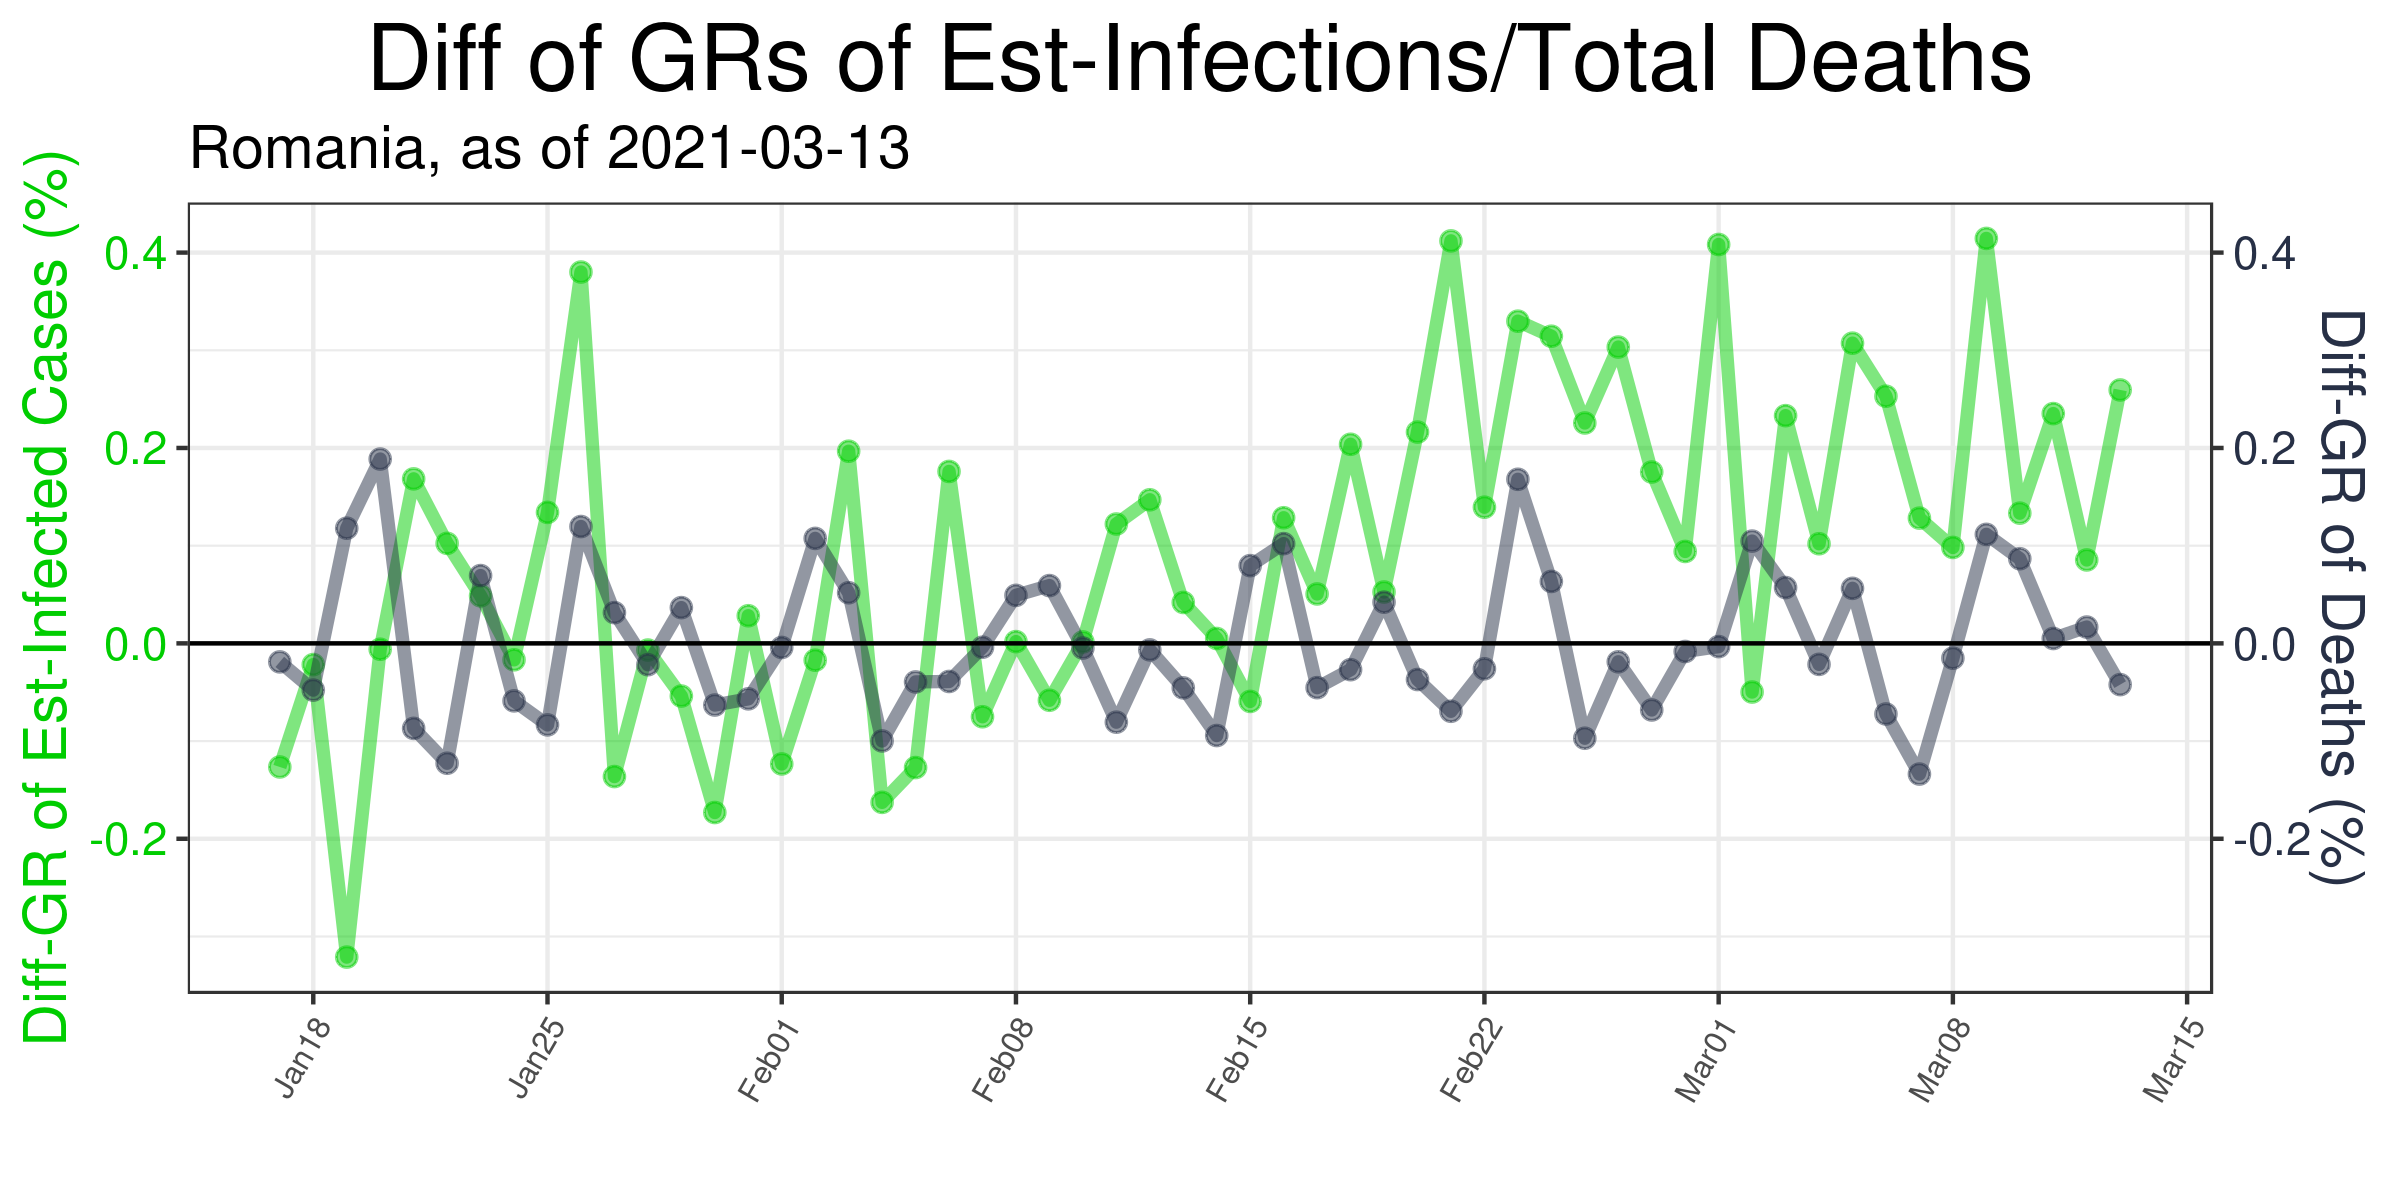 Diff of GRs of Est-Infections/Total Deaths
Romania, as of 2021-03-13
Diff-GR of Est-Infected Cases (%)
0.4
0.2
0.0
-0.2
0.4
0.2
0.0
-0.2
Diff-GR of Deaths (%)
Jan18
Jan25
Feb01
Feb08
Feb15
Feb22
Mar01
Mar08
Mar15